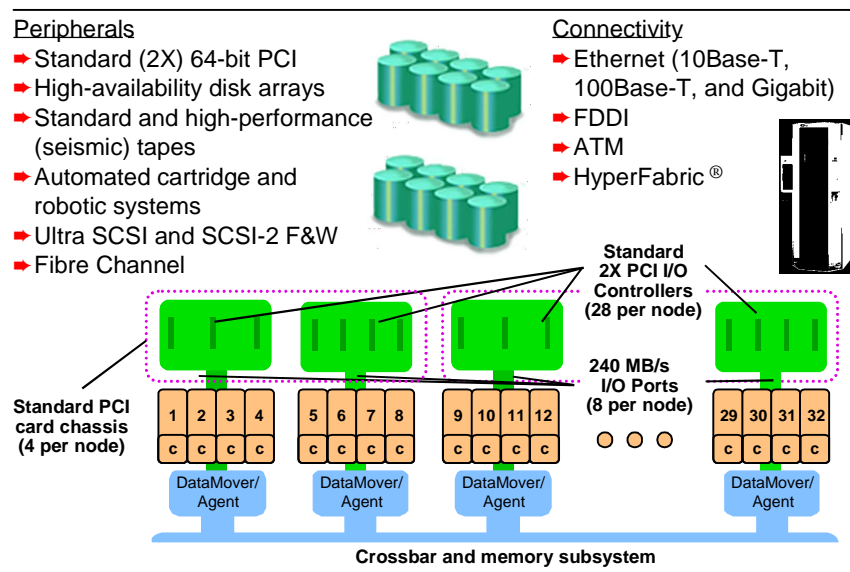 Peripherals
Standard (2X) 64-bit PCI
High-availability disk arrays
Standard and high-performance
(seismic) tapes
Automated cartridge and
robotic systems
Ultra SCSI and SCSI-2 F&W
Fibre Channel
Connectivity
Ethernet (10Base-T,
100Base-T, and Gigabit)
FDDI
ATM
HyperFabric ®
Standard
2X PCI I/O
Controllers
(28 per node)
240 MB/s
I/O Ports
(8 per node)
Standard PCI
card chassis
(4 per node)
1 2 3 4
c c c c
5 6 7 8
c c c c
9 10 11 12
c c c c
29 30 31 32
c c c c
DataMover/
Agent
DataMover/
Agent
DataMover/
Agent
DataMover/
Agent
Crossbar and memory subsystem